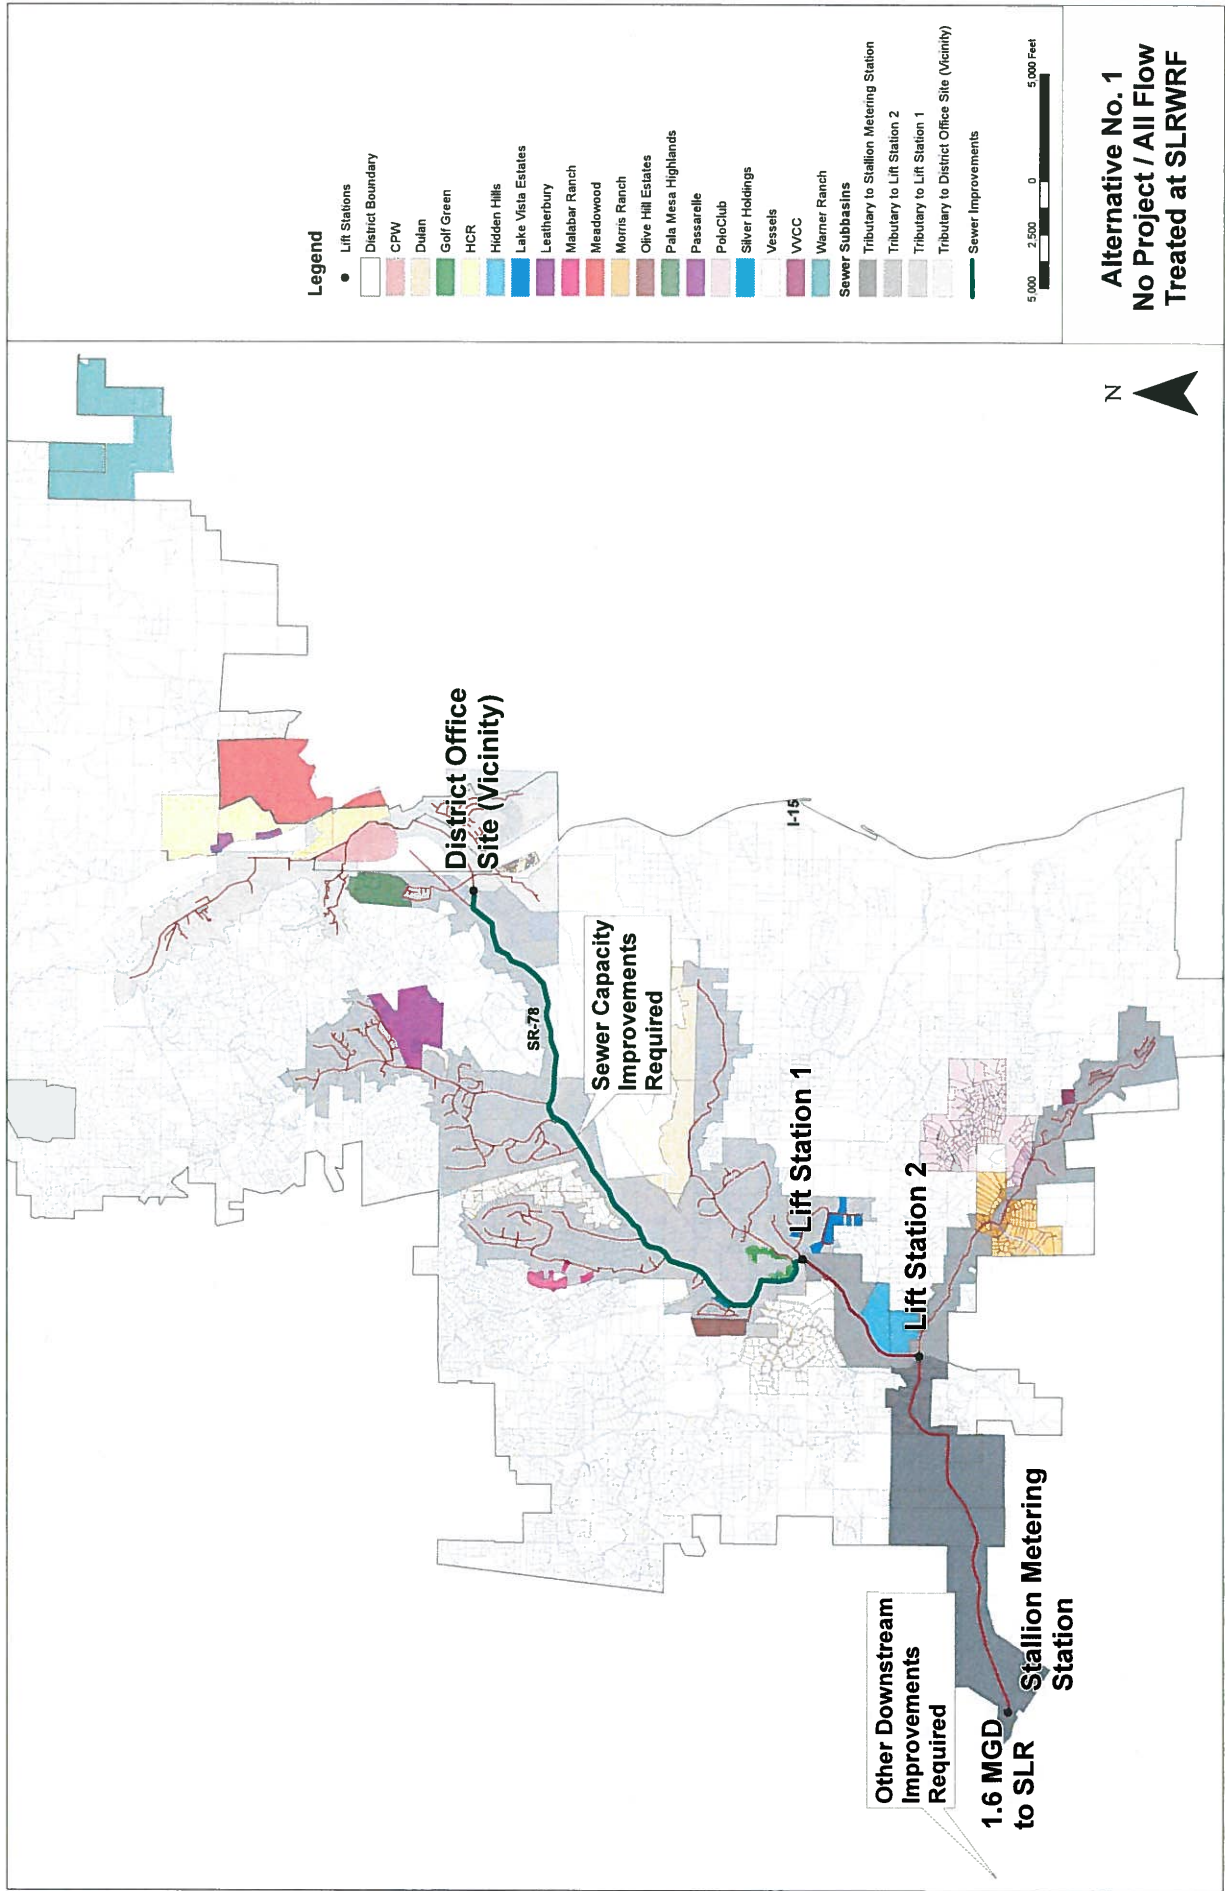 Legend
Lift Stations
District Boundary
CPW
Dulan
Golf Green
HCR
Hidden Hills
Lake Vista Estates
Leatherbury
Malabar Ranch
Meadowood
Morris Ranch
Olive Hill Estates
Pala Mesa Highlands
Passarelle
PoloClub
Silver Holdings
Vessels
VVCC
Warner Ranch
Sewer Subbasins
Tributary to Stallion Metering Station
Tributary to Lift Station 2
Tributary to Lift Station 1
Tributary to District Office Site (Vicinity)
Sewer Improvements
5,000 2,500 0 5,000 Feet
Alternative No. 1
No Project / All Flow
Treated at SLRWRF
N
District Office
Site (Vicinity)
I-15
SR-78
Sewer Capacity
Improvements
Required
Lift Station 1
Lift Station 2
Stallion Metering
Station
Other Downstream
Improvements
Required
1.6 MGD
to SLR